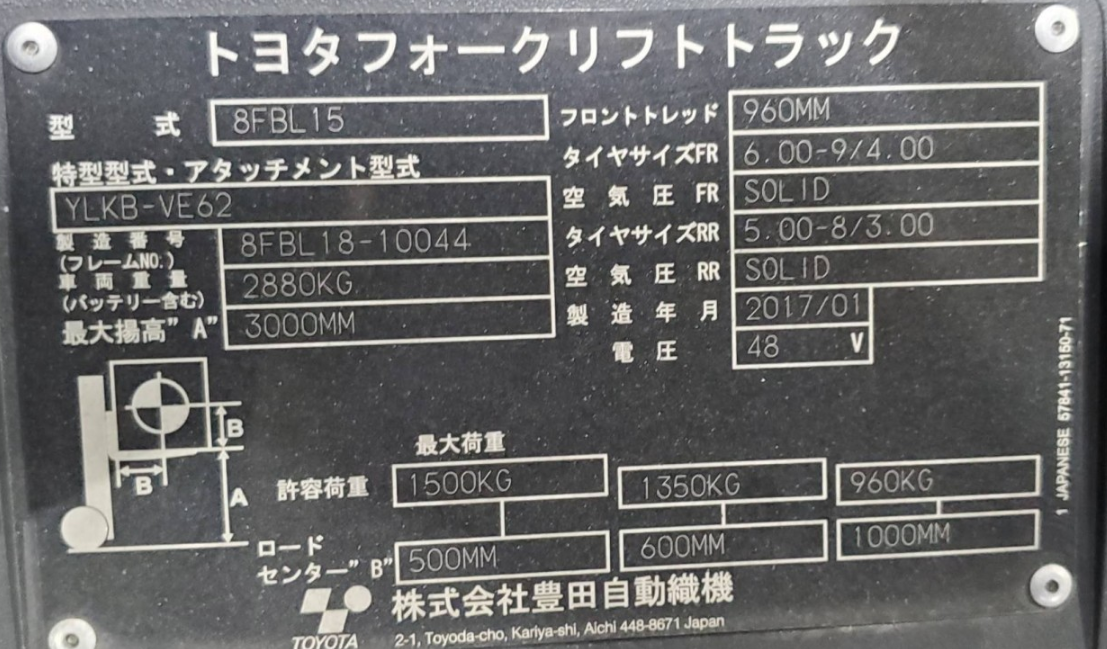 トヨタフォークリフトトラック
型 式 8FBL15
特型型式・アタッチメント型式
YLKB-VE62
製造番号 8FBL18-10044
(フレームNO.)
車両重量 2880KG
(バッテリー含む)
最大揚高"A" 3000MM
フロントトレッド 960MM
タイヤサイズFR 6.00-9/4.00
空気圧 FR SOLID
タイヤサイズRR 5.00-8/3.00
空気圧 RR SOLID
製造年月 2017/01
電圧 48 V
B
B
A
最大荷重
許容荷重 1500KG 1350KG 960KG
ロード
センター"B" 500MM 600MM 1000MM
TOYOTA
株式会社豊田自動織機
2-1, Toyoda-cho, Kariya-shi, Aichi 448-8671 Japan
1 JAPANESE 57841-13150-71